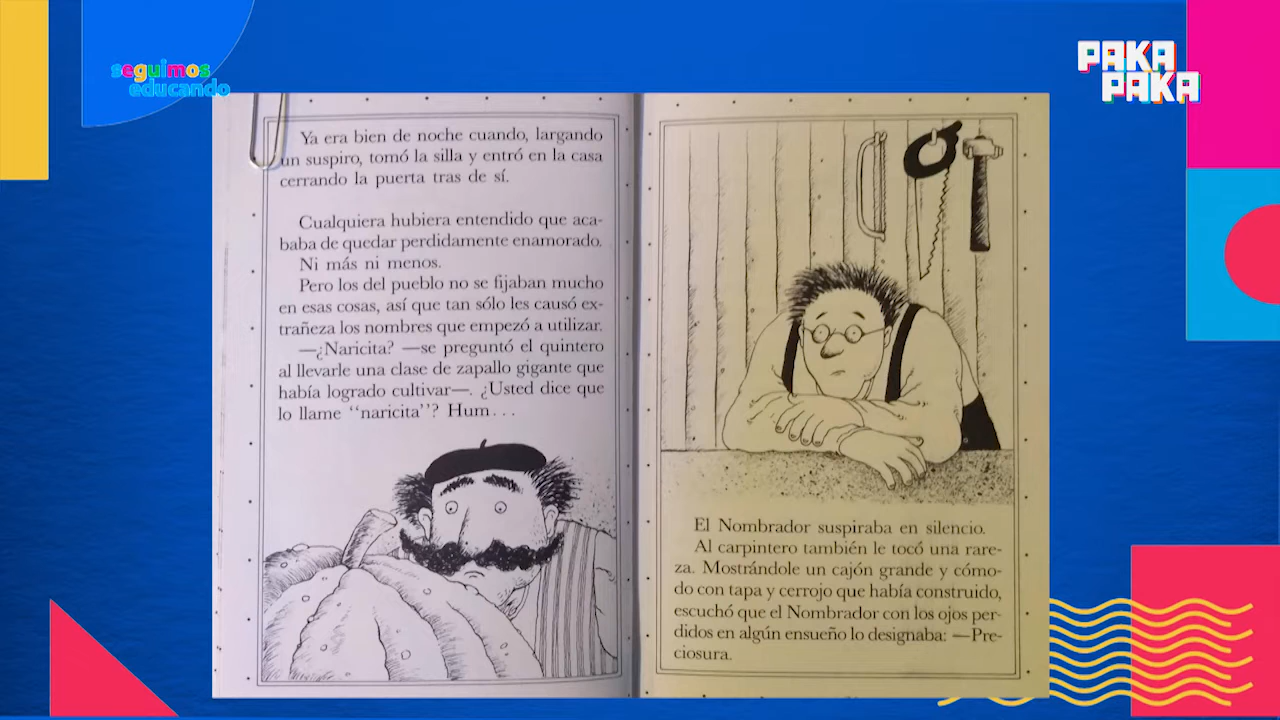 seguimos
educando
PAKA
PAKA
Ya era bien de noche cuando, largando
un suspiro, tomó la silla y entró en la casa
cerrando la puerta tras de sí.
Cualquiera hubiera entendido que aca-
baba de quedar perdidamente enamorado.
Ni más ni menos.
Pero los del pueblo no se fijaban mucho
en esas cosas, así que tan sólo les causó ex-
trañeza los nombres que empezó a utilizar.
—¿Naricita? —se preguntó el quintero
al llevarle una clase de zapallo gigante que
había logrado cultivar—. ¿Usted dice que
lo llame “naricita”? Hum...
El Nombrador suspiraba en silencio.
Al carpintero también le tocó una rare-
za. Mostrándole un cajón grande y cómo-
do con tapa y cerrojo que había construido,
escuchó que el Nombrador con los ojos per-
didos en algún ensueño lo designaba: —Pre-
ciosura.